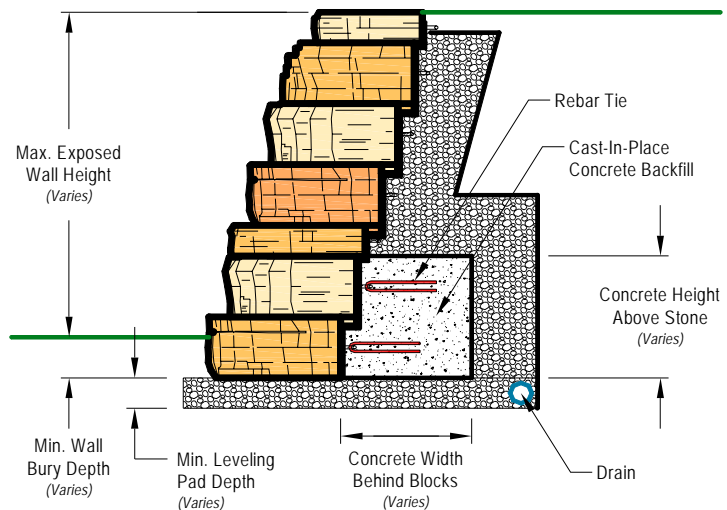 Rebar Tie
Cast-In-Place
Concrete Backfill
Max. Exposed
Wall Height
(Varies)
Concrete Height
Above Stone
(Varies)
Min. Wall
Bury Depth
(Varies)
Min. Leveling
Pad Depth
(Varies)
Concrete Width
Behind Blocks
(Varies)
Drain